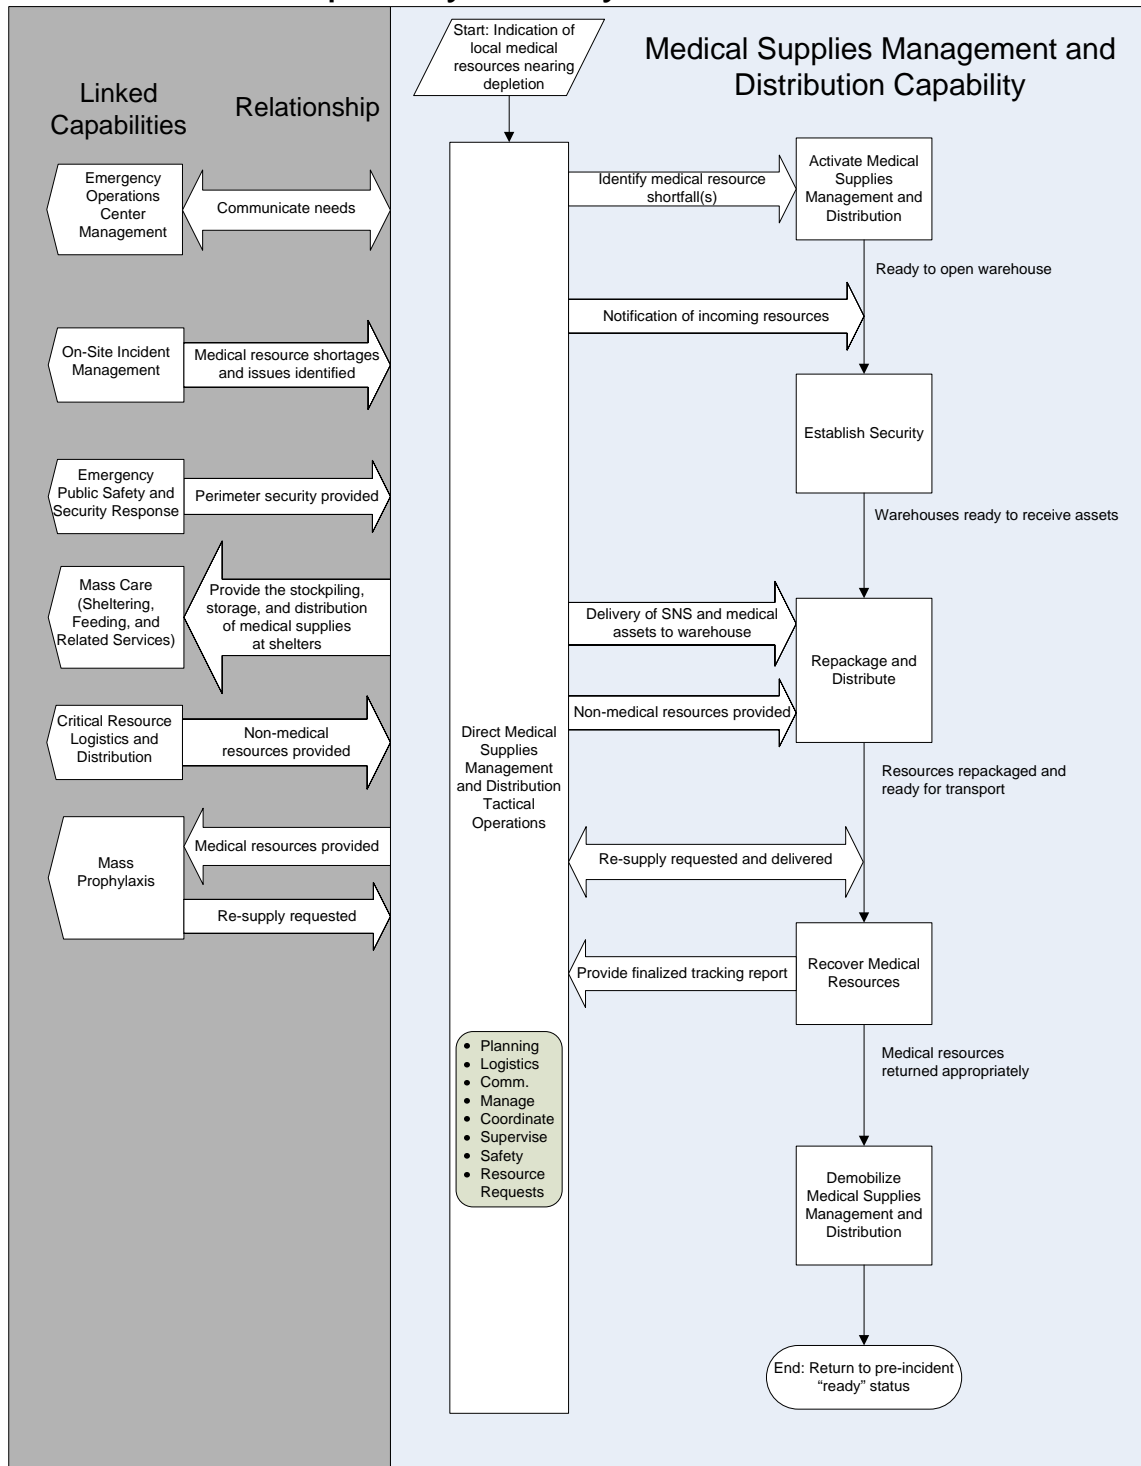 Start: Indication of
local medical
resources nearing
depletion
Medical Supplies Management and
Distribution Capability
Linked
Capabilities
Relationship
Emergency
Operations
Center
Management
Communicate needs
On-Site Incident
Management
Medical resource shortages
and issues identified
Emergency
Public Safety and
Security Response
Perimeter security provided
Mass Care
(Sheltering,
Feeding, and
Related Services)
Provide the stockpiling,
storage, and distribution
of medical supplies
at shelters
Critical Resource
Logistics and
Distribution
Non-medical
resources provided
Mass
Prophylaxis
Medical resources provided
Re-supply requested
Direct Medical
Supplies
Management
and Distribution
Tactical
Operations
• Planning
• Logistics
• Comm.
• Manage
• Coordinate
• Supervise
• Safety
• Resource
Requests
Identify medical resource
shortfall(s)
Activate Medical
Supplies
Management and
Distribution
Ready to open warehouse
Notification of incoming resources
Establish Security
Warehouses ready to receive assets
Delivery of SNS and medical
assets to warehouse
Non-medical resources provided
Repackage and
Distribute
Resources repackaged and
ready for transport
Re-supply requested and delivered
Provide finalized tracking report
Recover Medical
Resources
Medical resources
returned appropriately
Demobilize
Medical Supplies
Management and
Distribution
End: Return to pre-incident
“ready” status